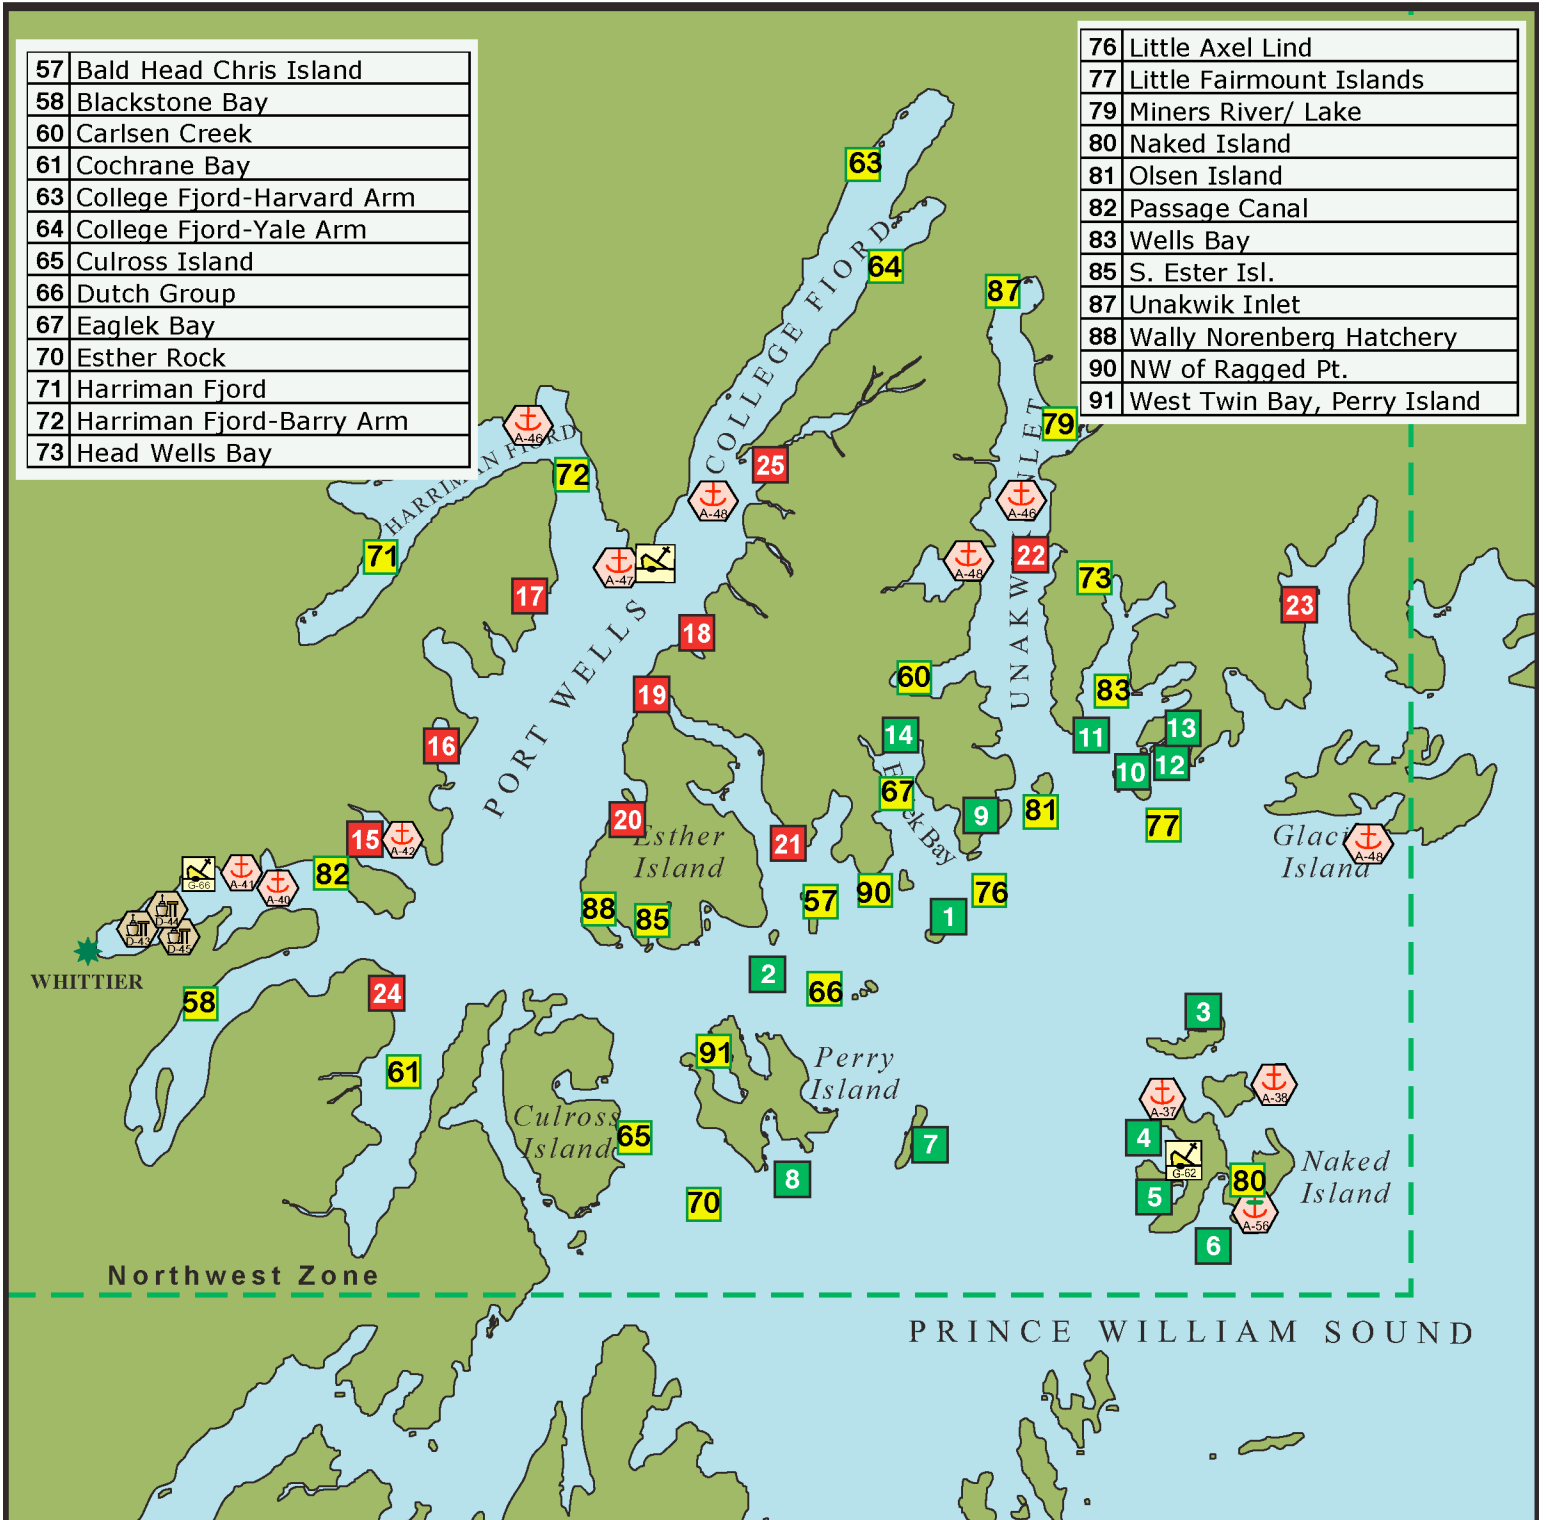 57 Bald Head Chris Island
58 Blackstone Bay
60 Carlsen Creek
61 Cochrane Bay
63 College Fjord-Harvard Arm
64 College Fjord-Yale Arm
65 Culross Island
66 Dutch Group
67 Eaglek Bay
70 Esther Rock
71 Harriman Fjord
72 Harriman Fjord-Barry Arm
73 Head Wells Bay
76 Little Axel Lind
77 Little Fairmount Islands
79 Miners River/ Lake
80 Naked Island
81 Olsen Island
82 Passage Canal
83 Wells Bay
85 S. Ester Isl.
87 Unakwik Inlet
88 Wally Norenberg Hatchery
90 NW of Ragged Pt.
91 West Twin Bay, Perry Island
63
COLLEGE FIORD
64
87
79
A-46
HARRIMAN FIORD
72
25
A-48
A-46
71
A-47
17
18
A-48
22
73
23
UNAKW
NLET
60
83
19
PORT WELLS
16
14
11
13
12
10
67
ek Bay
9
81
77
20
Esther
Island
21
15
A-42
Glaci
Island
A-48
82
G-66
A-41
A-40
D-44
D-43
D-45
WHITTIER
88
85
57
90
76
1
2
66
58
24
61
3
91
Perry
Island
A-37
A-38
Culross
Island
65
7
4
G-62
5
80
A-56
Naked
Island
8
70
6
Northwest Zone
PRINCE WILLIAM SOUND